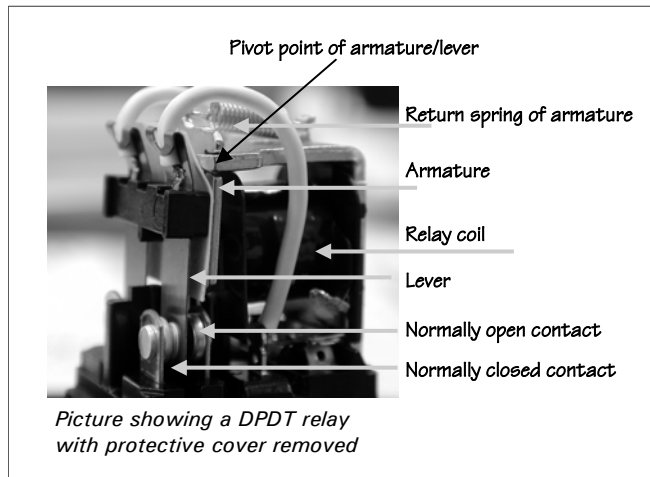 Pivot point of armature/lever
Return spring of armature
Armature
Relay coil
Lever
Normally open contact
Normally closed contact
Picture showing a DPDT relay
with protective cover removed